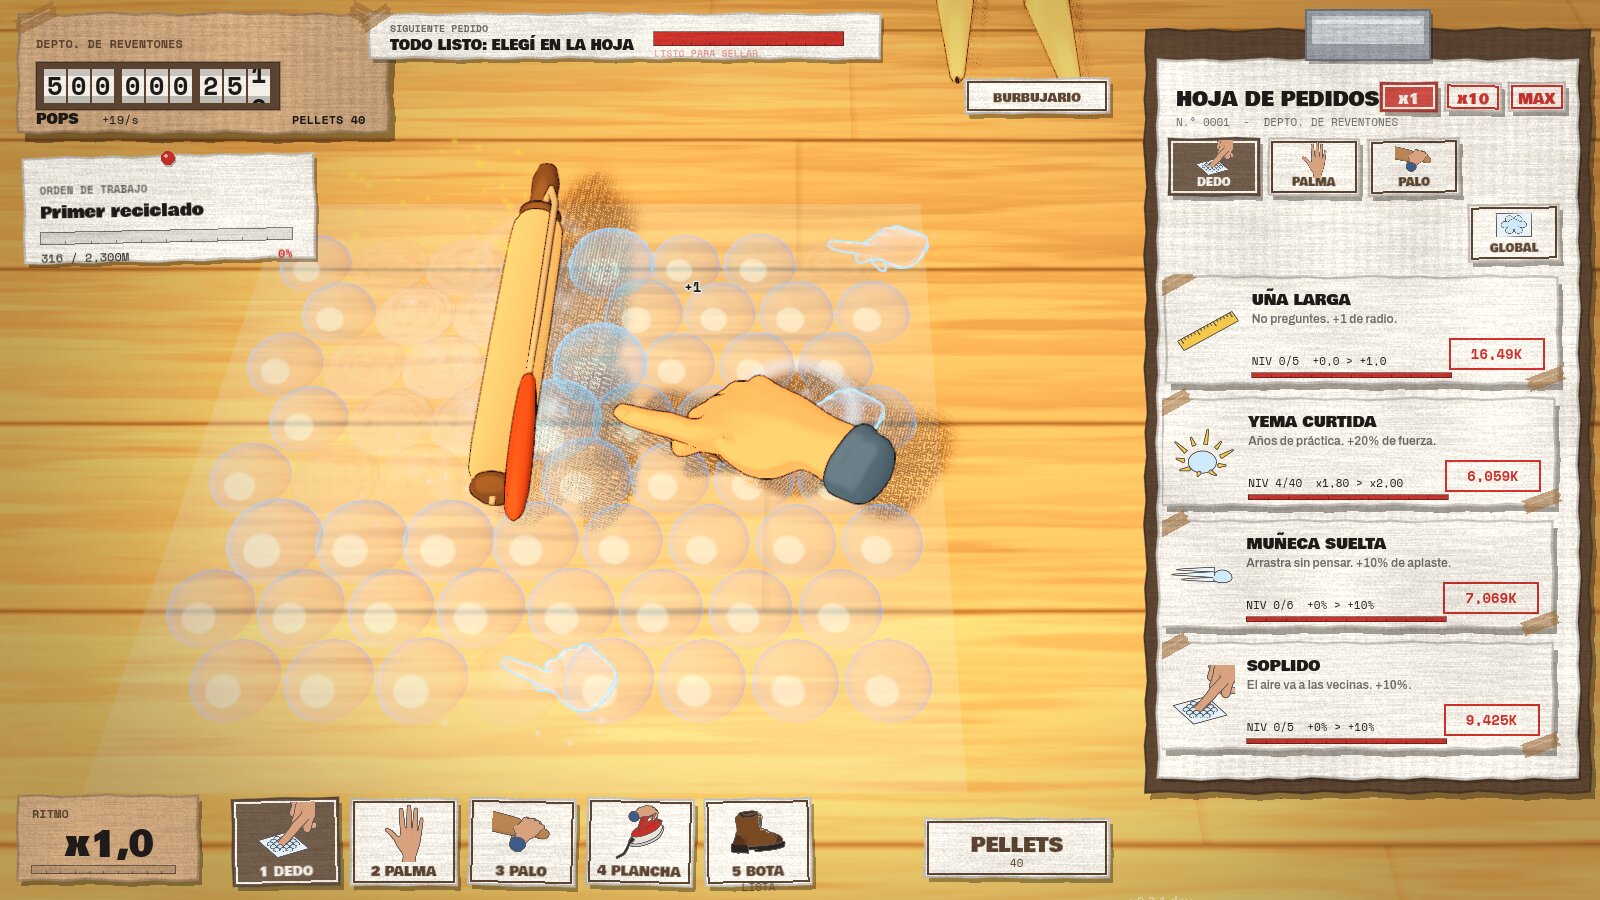 DEPTO. DE REVENTONES
500 000 25
POPS +19/s PELLETS 40
SIGUIENTE PEDIDO
TODO LISTO: ELEGÍ EN LA HOJA
LISTO PARA SELLAR
BURBUJARIO
ORDEN DE TRABAJO
Primer reciclado
316 / 2,300M 0%
+1
HOJA DE PEDIDOS x1 x10 MAX
N.° 0001 - DEPTO. DE REVENTONES
DEDO PALMA PALO
GLOBAL
UÑA LARGA
No preguntes. +1 de radio.
NIV 0/5 +0,0 > +1,0 16,49K
YEMA CURTIDA
Años de práctica. +20% de fuerza.
NIV 4/40 x1,80 > x2,00 6,059K
MUÑECA SUELTA
Arrastra sin pensar. +10% de aplaste.
NIV 0/6 +0% > +10% 7,069K
SOPLIDO
El aire va a las vecinas. +10%.
NIV 0/5 +0% > +10% 9,425K
RITMO
x1,0
1 DEDO 2 PALMA 3 PALO 4 PLANCHA 5 BOTA
LISTA
PELLETS
40